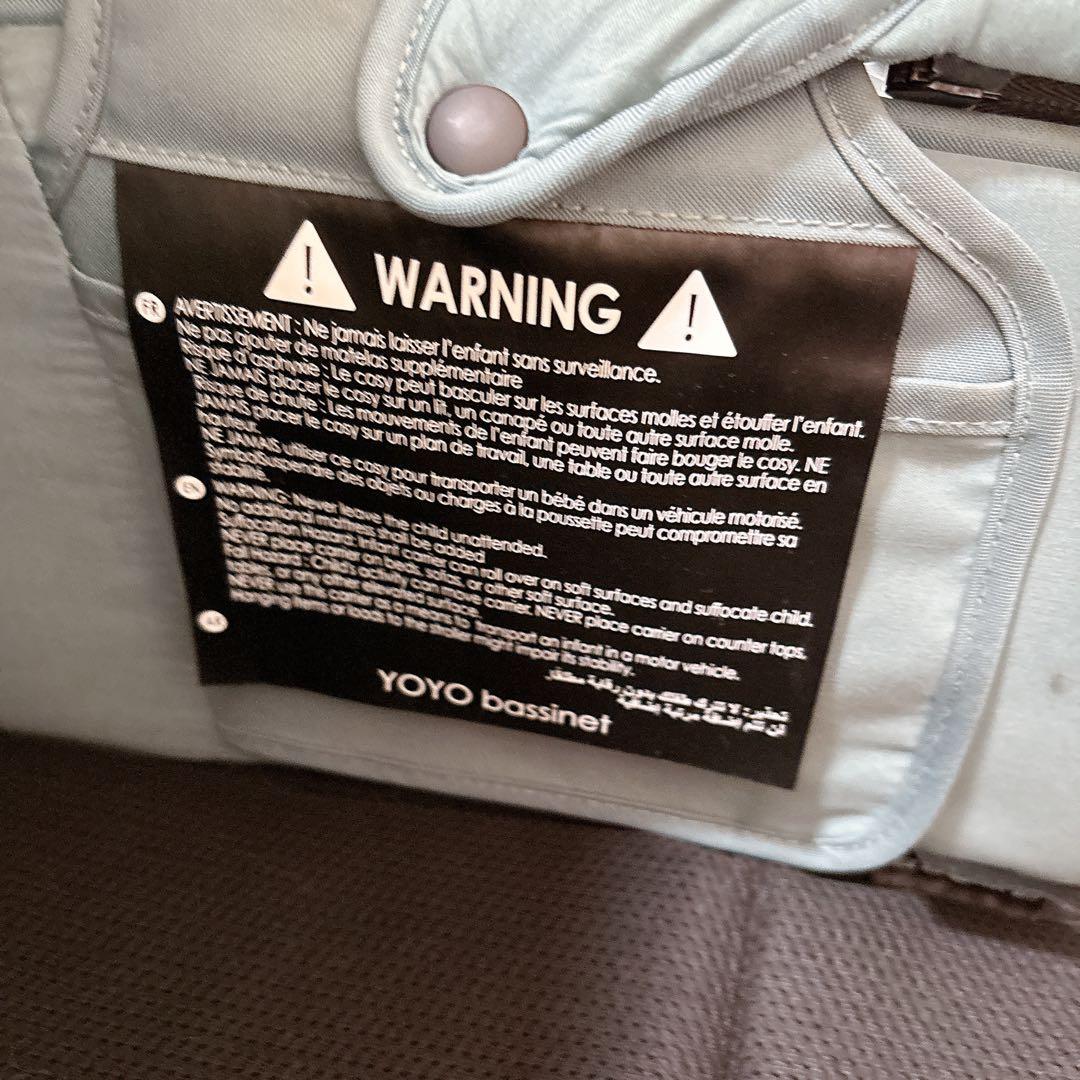 WARNING
FR
AVERTISSEMENT : Ne jamais laisser l'enfant sans surveillance.
Ne pas ajouter de matelas supplémentaire
Risque d'asphyxie : Le cosy peut basculer sur les surfaces molles et étouffer l'enfant.
NE JAMAIS placer le cosy sur un lit, un canapé ou toute autre surface molle.
Risque de chute : Les mouvements de l'enfant peuvent faire bouger le cosy. NE
JAMAIS placer le cosy sur un plan de travail, une table ou toute autre surface en
hauteur.
NE JAMAIS utiliser ce cosy pour transporter un bébé dans un véhicule motorisé.
suspendre des objets ou charges à la poussette peut compromettre sa
stabilité.
EN
WARNING: Never leave the child unattended.
No additional mattress shall be added
Suffocation Hazard: Infant carrier can roll over on soft surfaces and suffocate child.
NEVER place carrier on beds, sofas, or other soft surface.
Fall Hazard : Child's activity can move carrier. NEVER place carrier on counter tops,
tables, or any other elevated surface.
NEVER use this carrier as a means to transport an infant in a motor vehicle.
Hanging items or loads to the might impair its stability.
تحذير: لا تترك طفلك بدون رقابة
YOYO bassinet